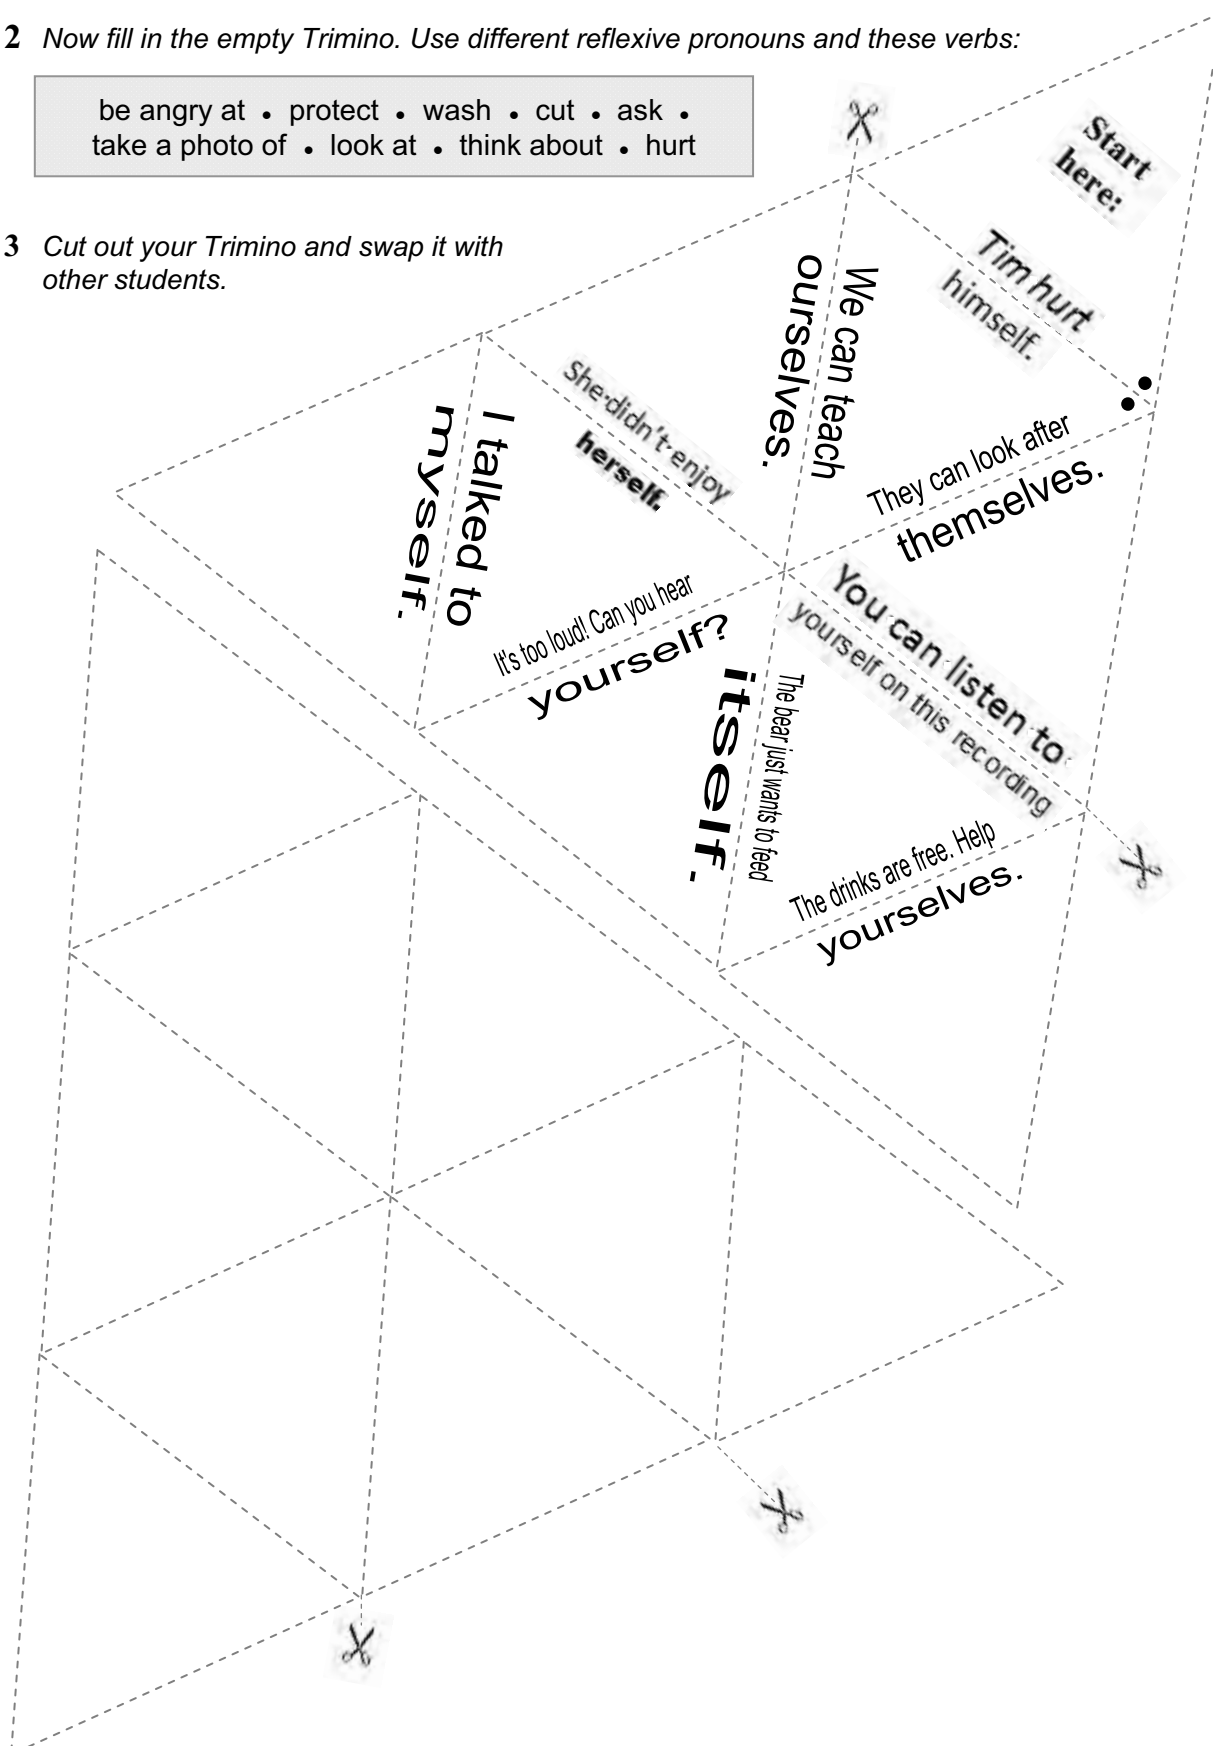 2 Now fill in the empty Trimino. Use different reflexive pronouns and these verbs:
be angry at • protect • wash • cut • ask •
take a photo of • look at • think about • hurt
3 Cut out your Trimino and swap it with
other students.
Start
here:
Tim hurt
himself.
We can teach
ourselves.
They can look after
themselves.
She didn't enjoy
herself.
I talked to
myself.
It's too loud! Can you hear
yourself?
You can listen to
yourself on this recording
The bear just wants to feed
itself.
The drinks are free. Help
yourselves.